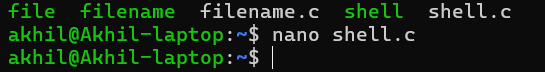 file  filename  filename.c  shell  shell.c
akhil@Akhil-laptop:~$ nano shell.c
akhil@Akhil-laptop:~$